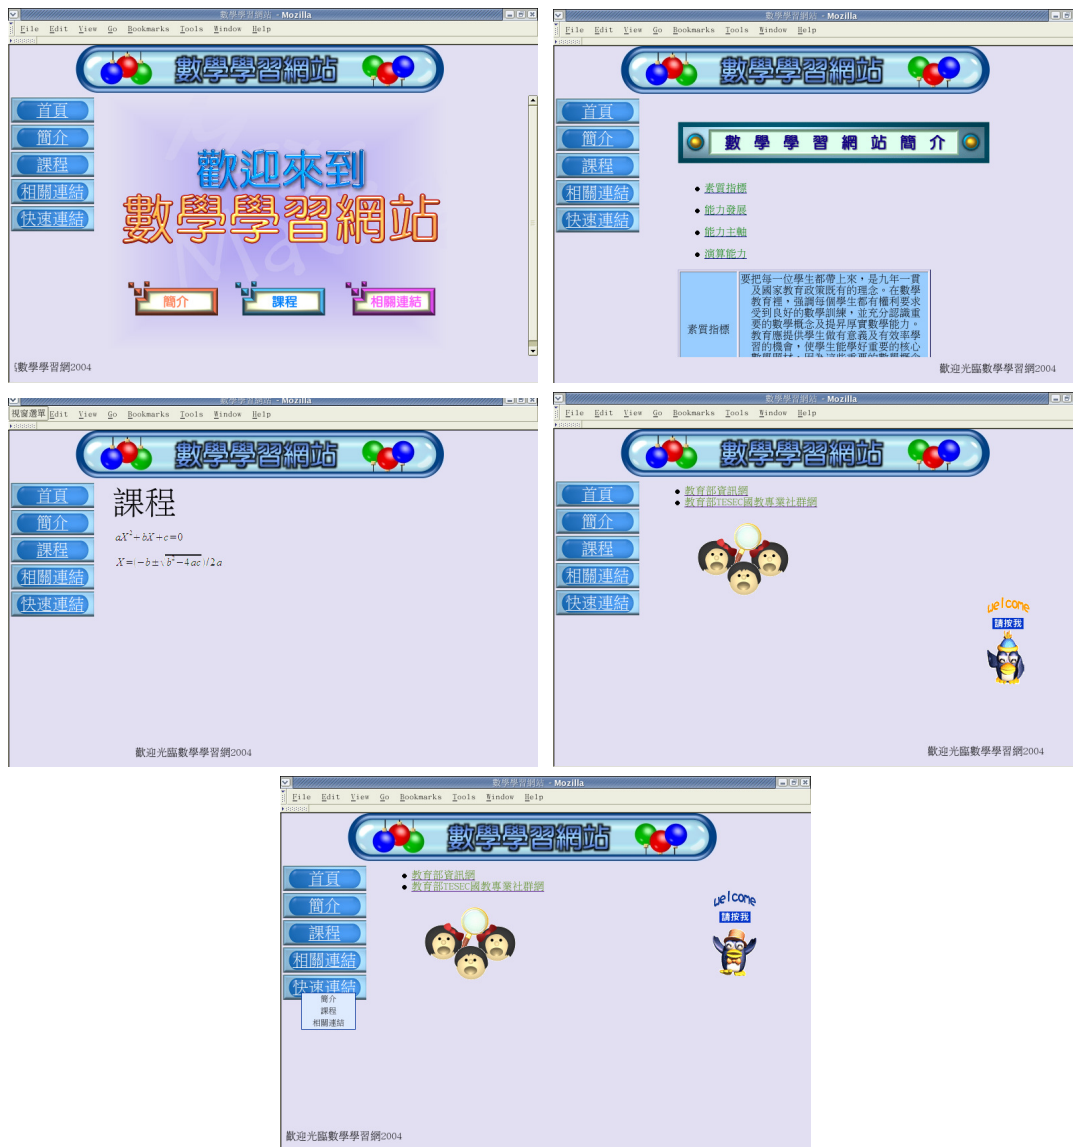 數學學習網站 - Mozilla
File Edit View Go Bookmarks Tools Window Help
數學學習網站
首頁
簡介
課程
相關連結
快速連結
歡迎來到
數學學習網站
簡介
課程
相關連結
數學學習網2004
數學學習網站 - Mozilla
File Edit View Go Bookmarks Tools Window Help
數學學習網站
首頁
簡介
課程
相關連結
快速連結
數學學習網站簡介
素質指標
能力發展
能力主軸
演算能力
素質指標
要把每一位學生都帶上來，是九年一貫
及國家教育政策既有的理念。在數學
教育裡，強調每個學生都有權利要求
受到良好的數學訓練，並充分認識重
要的數學概念及提昇厚實數學能力。
教育應提供學生做有意義及有效率學
習的機會，使學生能學好重要的核心
歡迎光臨數學學習網2004
數學學習網站 - Mozilla
視窗選單 Edit View Go Bookmarks Tools Window Help
數學學習網站
首頁
簡介
課程
相關連結
快速連結
課程
aX²+bX+c=0
X=(−b±√b²−4ac)/2a
歡迎光臨數學學習網2004
數學學習網站 - Mozilla
File Edit View Go Bookmarks Tools Window Help
數學學習網站
首頁
簡介
課程
相關連結
快速連結
教育部資訊網
教育部TESEC國教專業社群網
welcome
請按我
歡迎光臨數學學習網2004
數學學習網站 - Mozilla
File Edit View Go Bookmarks Tools Window Help
數學學習網站
首頁
簡介
課程
相關連結
快速連結
簡介
課程
相關連結
教育部資訊網
教育部TESEC國教專業社群網
welcome
請按我
歡迎光臨數學學習網2004